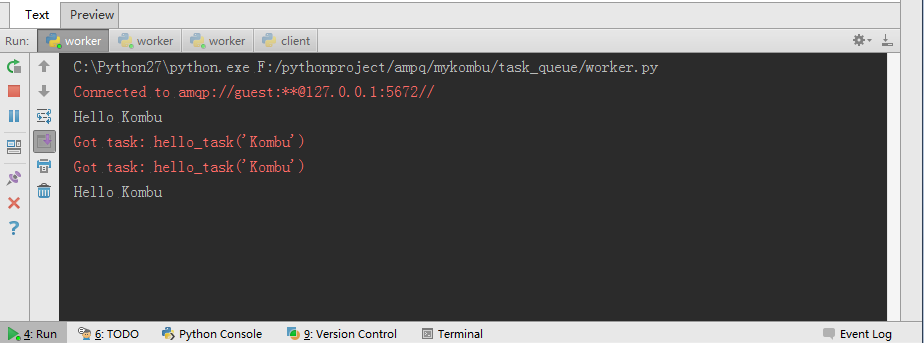 Text Preview
Run: worker worker worker client
C:\Python27\python.exe F:/pythonproject/ampq/mykombu/task_queue/worker.py
Connected to amqp://guest:**@127.0.0.1:5672//
Hello Kombu
Got task: hello_task('Kombu')
Got task: hello_task('Kombu')
Hello Kombu
4: Run 6: TODO Python Console 9: Version Control Terminal Event Log